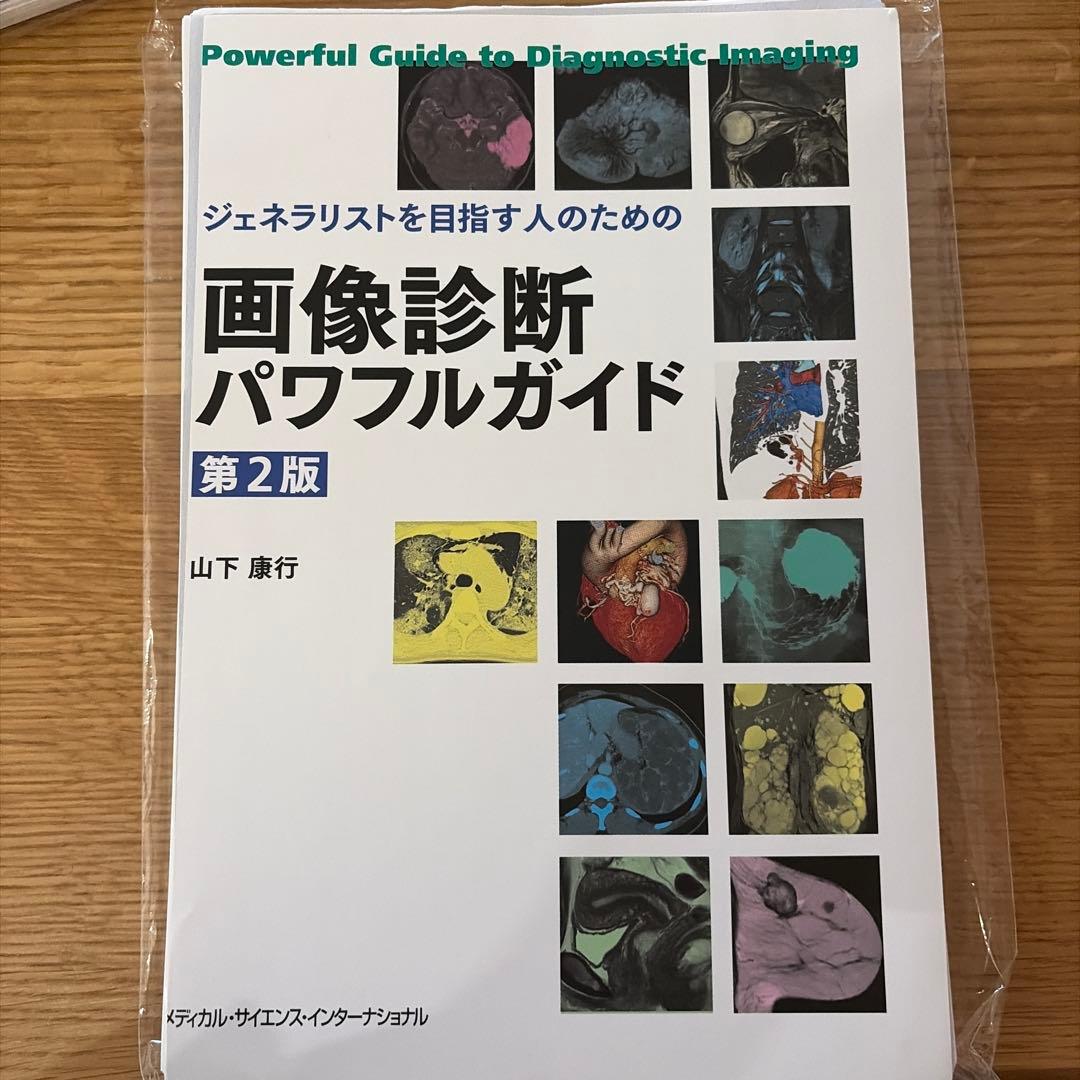 Powerful Guide to Diagnostic Imaging
ジェネラリストを目指す人のための
画像診断
パワフルガイド
第2版
山下 康行
メディカル・サイエンス・インターナショナル